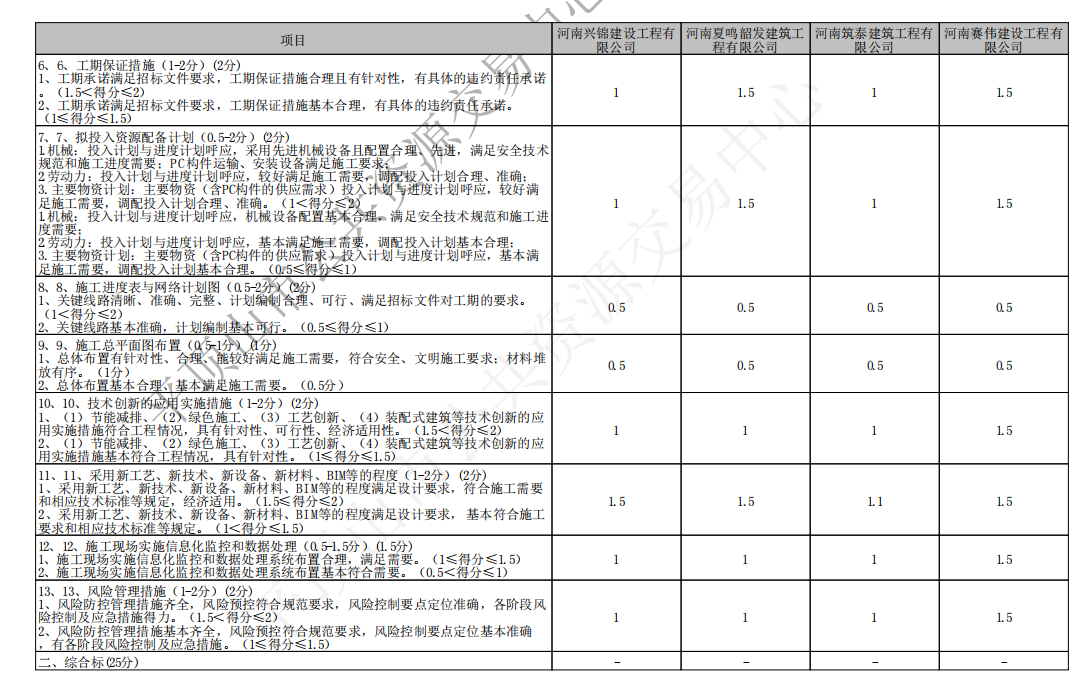 项目
河南兴锦建设工程有
限公司
河南夏鸣韶发建筑工
程有限公司
河南筑泰建筑工程有
限公司
河南赛伟建设工程有
限公司
6、6、工期保证措施（1-2分）(2分)
1、工期承诺满足招标文件要求，工期保证措施合理且有针对性，有具体的违约责任承诺
。（1.5<得分≤2）
2、工期承诺满足招标文件要求，工期保证措施基本合理，有具体的违约责任承诺。
（1≤得分≤1.5）
1
1.5
1
1.5
7、7、拟投入资源配备计划（0.5-2分）(2分)
1.机械：投入计划与进度计划呼应，采用先进机械设备且配置合理、先进，满足安全技术
规范和施工进度需要；PC构件运输、安装设备满足施工要求；
2劳动力：投入计划与进度计划呼应，较好满足施工需要，调配投入计划合理、准确；
3.主要物资计划：主要物资（含PC构件的供应需求）投入计划与进度计划呼应，较好满
足施工需要，调配投入计划合理、准确。（1<得分≤2）
1.机械：投入计划与进度计划呼应，机械设备配置基本合理，满足安全技术规范和施工进
度需要；
2劳动力：投入计划与进度计划呼应，基本满足施工需要，调配投入计划基本合理；
3.主要物资计划：主要物资（含PC构件的供应需求）投入计划与进度计划呼应，基本满
足施工需要，调配投入计划基本合理。（0.5≤得分≤1）
1
1.5
1
1.5
8、8、施工进度表与网络计划图（0.5-2分）(2分)
1、关键线路清晰、准确、完整、计划编制合理、可行、满足招标文件对工期的要求。
（1<得分≤2）
2、关键线路基本准确，计划编制基本可行。（0.5≤得分≤1）
0.5
0.5
0.5
0.5
9、9、施工总平面图布置（0.5-1分）(1分)
1、总体布置有针对性、合理、能较好满足施工需要，符合安全、文明施工要求；材料堆
放有序。（1分）
2、总体布置基本合理、基本满足施工需要。（0.5分）
0.5
0.5
0.5
0.5
10、10、技术创新的应用实施措施（1-2分）(2分)
1、（1）节能减排、（2）绿色施工、（3）工艺创新、（4）装配式建筑等技术创新的应
用实施措施符合工程情况，具有针对性、可行性、经济适用性。（1.5<得分≤2）
2、（1）节能减排、（2）绿色施工、（3）工艺创新、（4）装配式建筑等技术创新的应
用实施措施基本符合工程情况，具有针对性。（1≤得分≤1.5）
1
1
1
1.5
11、11、采用新工艺、新技术、新设备、新材料、BIM等的程度（1-2分）(2分)
1、采用新工艺、新技术、新设备、新材料、BIM等的程度满足设计要求，符合施工需要
和相应技术标准等规定，经济适用。（1.5≤得分≤2）
2、采用新工艺、新技术、新设备、新材料、BIM等的程度满足设计要求， 基本符合施工
要求和相应技术标准等规定。（1<得分≤1.5）
1.5
1.5
1.1
1.5
12、12、施工现场实施信息化监控和数据处理（0.5-1.5分）(1.5分)
1、施工现场实施信息化监控和数据处理系统布置合理，满足需要。（1≤得分≤1.5）
2、施工现场实施信息化监控和数据处理系统布置基本符合需要。（0.5<得分≤1）
1
1
1
1.5
13、13、风险管理措施（1-2分）(2分)
1、风险防控管理措施齐全，风险预控符合规范要求，风险控制要点定位准确，各阶段风
险控制及应急措施得力。（1.5<得分≤2）
2、风险防控管理措施基本齐全，风险预控符合规范要求，风险控制要点定位基本准确
，有各阶段风险控制及应急措施。（1≤得分≤1.5）
1
1
1
1.5
二、综合标(25分)
–
–
–
–
平顶山市公共资源交易中心
平顶山市公共资源交易中心